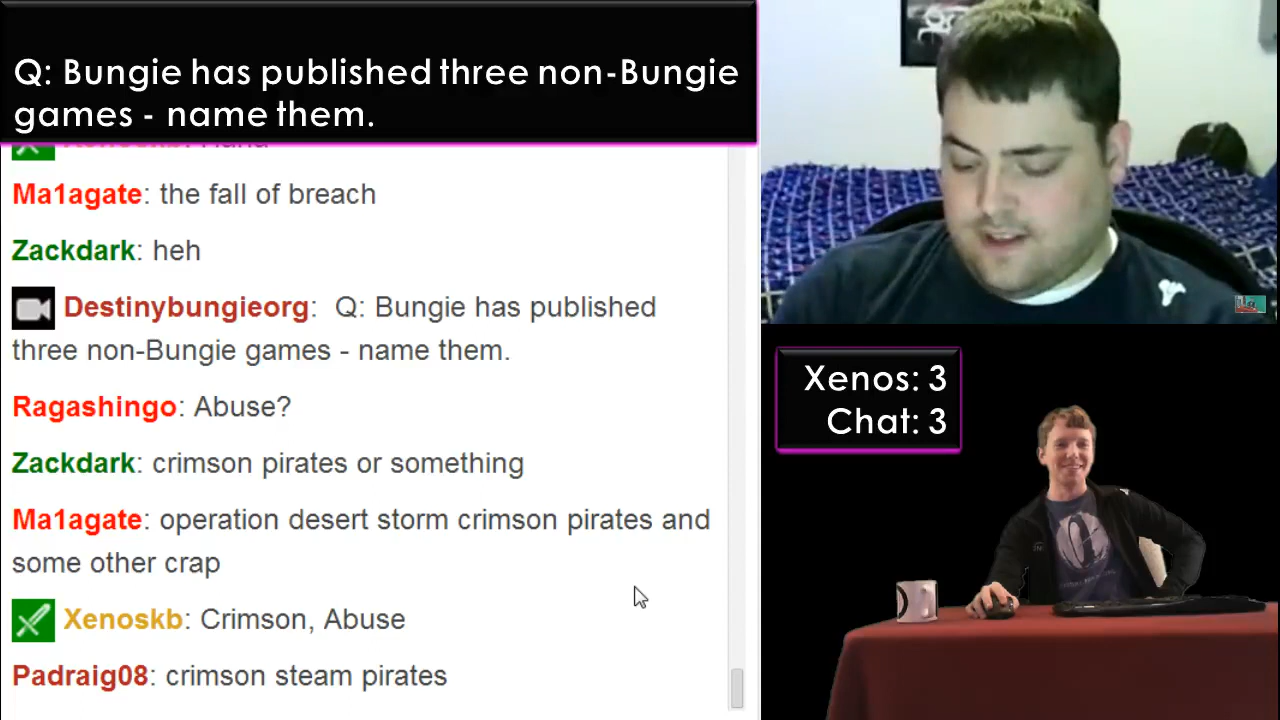 Q: Bungie has published three non-Bungie
games - name them.
Ma1agate: the fall of breach
Zackdark: heh
Destinybungieorg: Q: Bungie has published
three non-Bungie games - name them.
Ragashingo: Abuse?
Zackdark: crimson pirates or something
Ma1agate: operation desert storm crimson pirates and
some other crap
Xenoskb: Crimson, Abuse
Padraig08: crimson steam pirates
Xenos: 3
Chat: 3